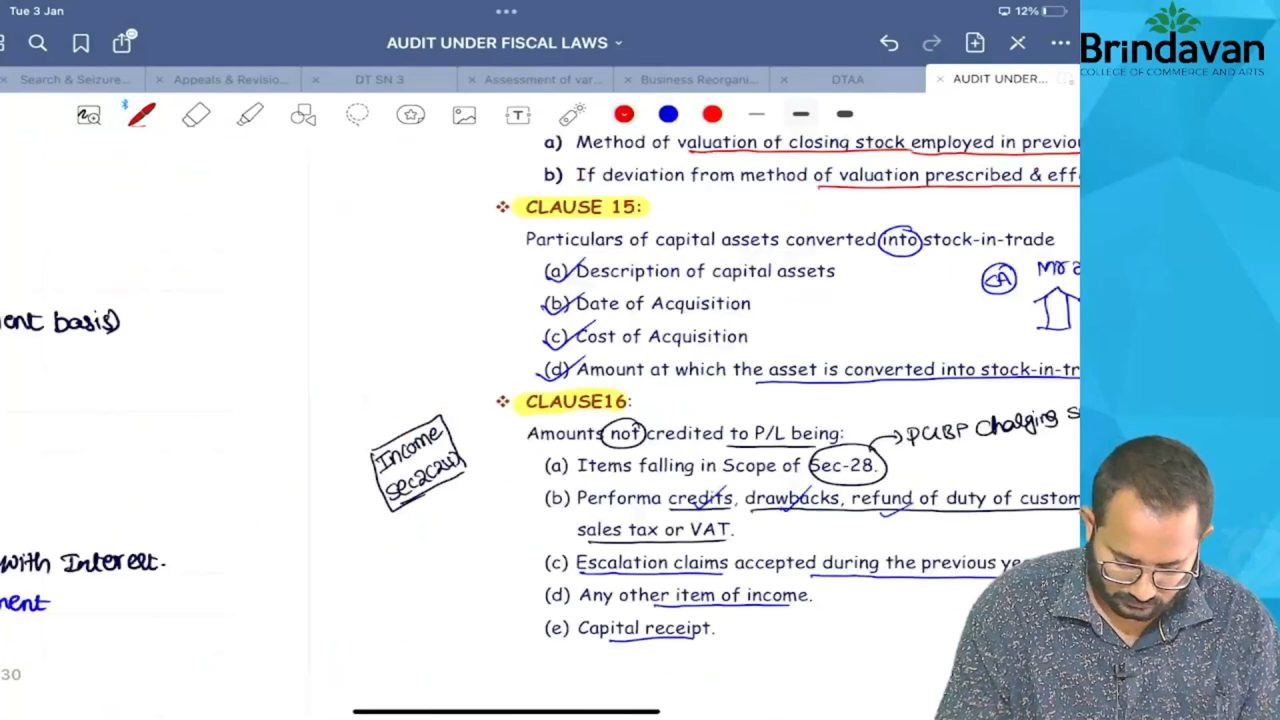 Tue 3 Jan
12%
AUDIT UNDER FISCAL LAWS
Brindavan
COLLEGE OF COMMERCE AND ARTS
Search & Seizure...
Appeals & Revisio...
DT SN 3
Assessment of var...
Business Reorgani...
DTAA
AUDIT UNDER...
a) Method of valuation of closing stock employed in previou
b) If deviation from method of valuation prescribed & eff
CLAUSE 15:
Particulars of capital assets converted into stock-in-trade
(a) Description of capital assets
(b) Date of Acquisition
(c) Cost of Acquisition
(d) Amount at which the asset is converted into stock-in-tr
CA
Mr
ent basis)
CLAUSE16:
Amounts not credited to P/L being:
PGBP Charging S
(a) Items falling in Scope of Sec-28.
(b) Performa credits, drawbacks, refund of duty of custom
sales tax or VAT.
(c) Escalation claims accepted during the previous ye
(d) Any other item of income.
(e) Capital receipt.
Income
Sec2(24)
with Interest.
ment
30